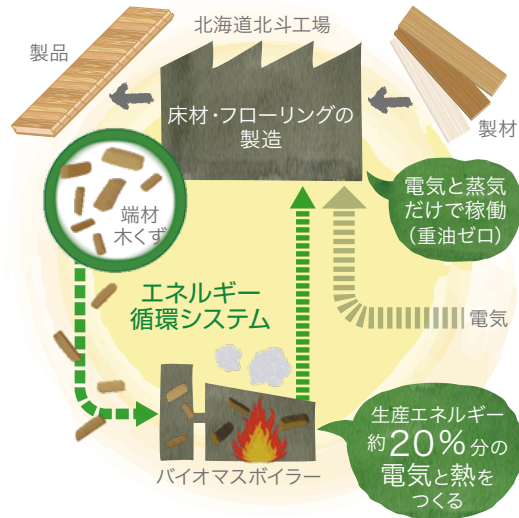 北海道北斗工場
製品
床材・フローリングの
製造
製材
電気と蒸気
だけで稼働
（重油ゼロ）
端材
木くず
エネルギー
循環システム
電気
バイオマスボイラー
生産エネルギー
約20％分の
電気と熱を
つくる